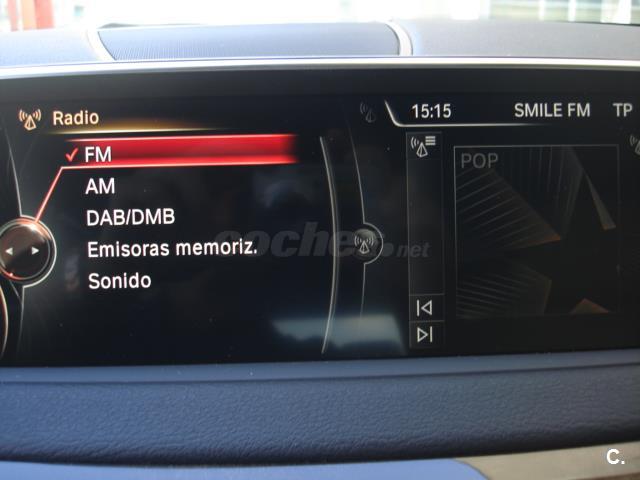 Radio
15:15 SMILE FM TP
FM
AM
DAB/DMB
Emisoras memoriz.
Sonido
POP
coches.net
C.